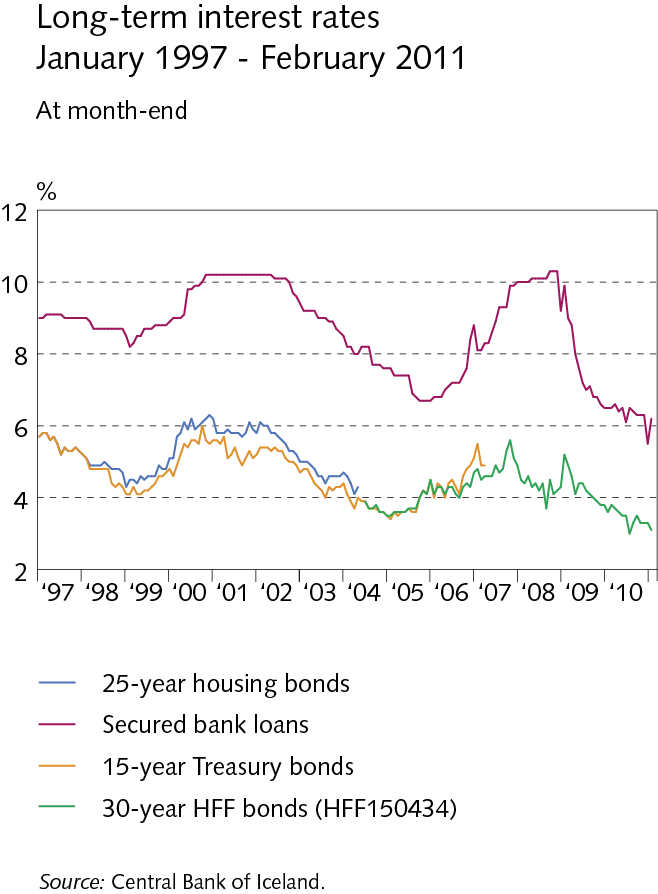 Long-term interest rates
January 1997 - February 2011
At month-end
%
12
10
8
6
4
2
‘97 ‘98 ‘99 ‘00 ‘01 ‘02 ‘03 ‘04 ‘05 ‘06 ‘07 ‘08 ‘09 ‘10
25-year housing bonds
Secured bank loans
15-year Treasury bonds
30-year HFF bonds (HFF150434)
Source: Central Bank of Iceland.